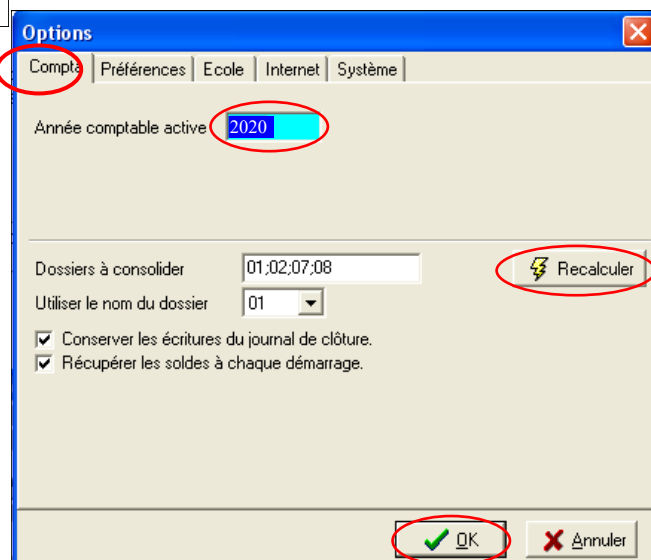 Options
Compta Préférences Ecole Internet Système
Année comptable active 2020
Dossiers à consolider 01;02;07;08 Recalculer
Utiliser le nom du dossier 01
Conserver les écritures du journal de clôture.
Récupérer les soldes à chaque démarrage.
OK Annuler